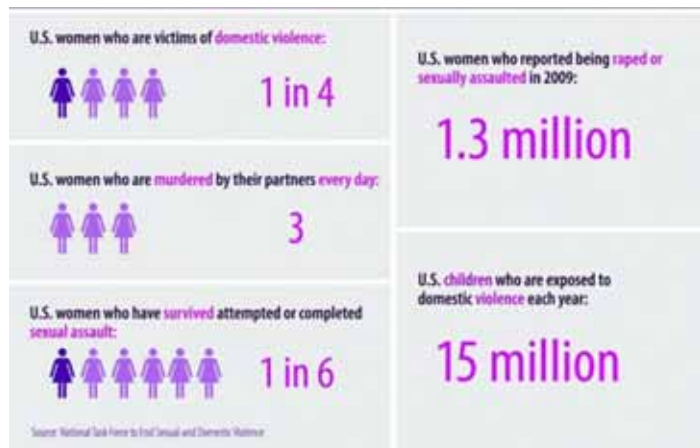 U.S. women who are victims of domestic violence:
1 in 4
U.S. women who are murdered by their partners every day:
3
U.S. women who have survived attempted or completed
sexual assault:
1 in 6
Source: National Task Force to End Sexual and Domestic Violence
U.S. women who reported being raped or
sexually assaulted in 2009:
1.3 million
U.S. children who are exposed to
domestic violence each year:
15 million